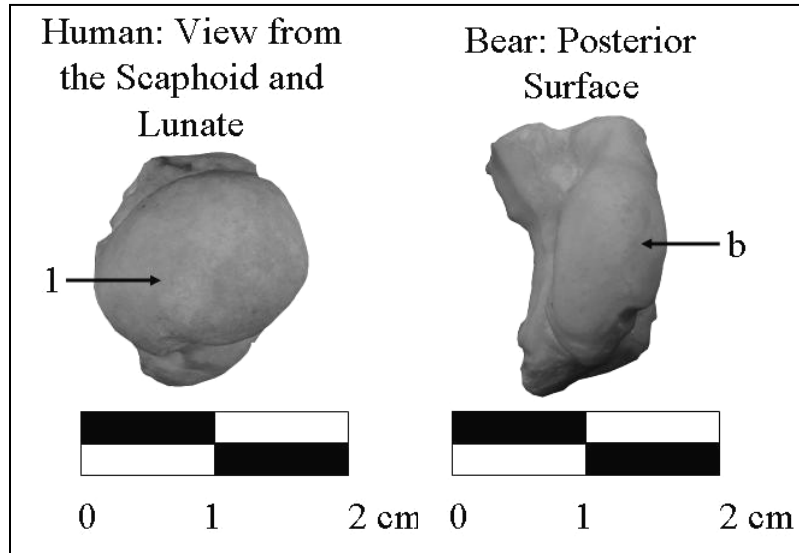 Human: View from
the Scaphoid and
Lunate
Bear: Posterior
Surface
1
b
0 1 2 cm
0 1 2 cm